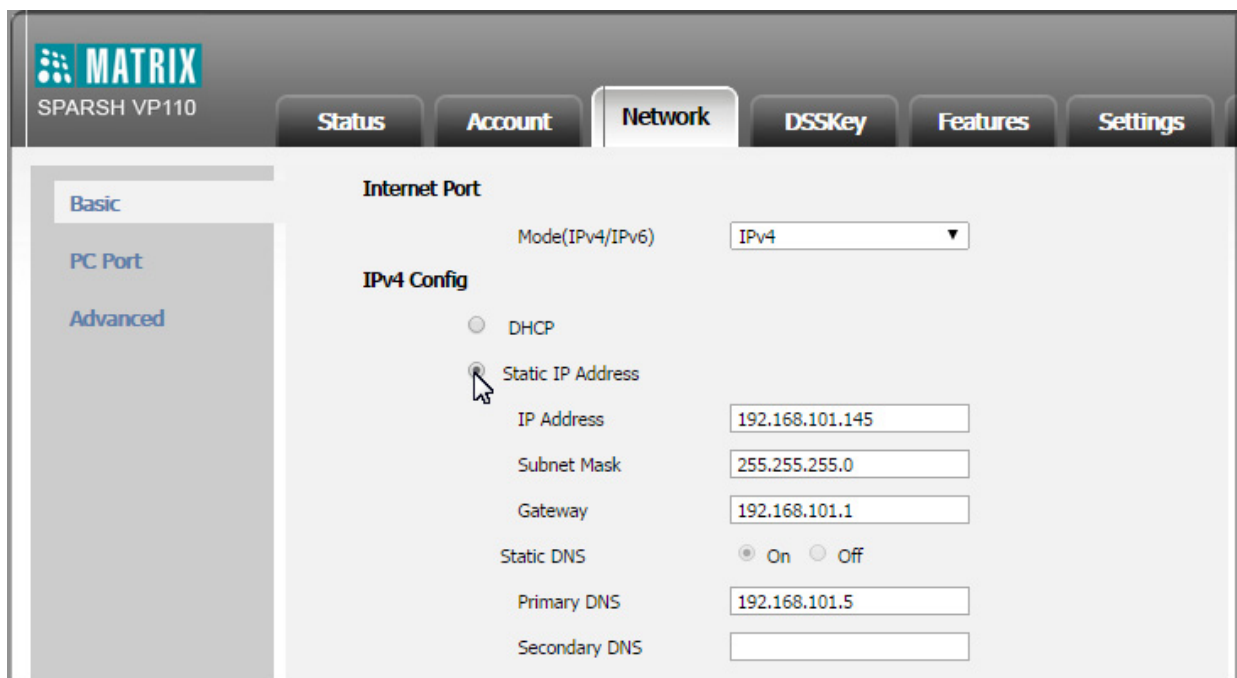 MATRIX
SPARSH VP110
Status Account Network DSSKey Features Settings
Basic
PC Port
Advanced
Internet Port
Mode(IPv4/IPv6) IPv4
IPv4 Config
DHCP
Static IP Address
IP Address 192.168.101.145
Subnet Mask 255.255.255.0
Gateway 192.168.101.1
Static DNS On Off
Primary DNS 192.168.101.5
Secondary DNS